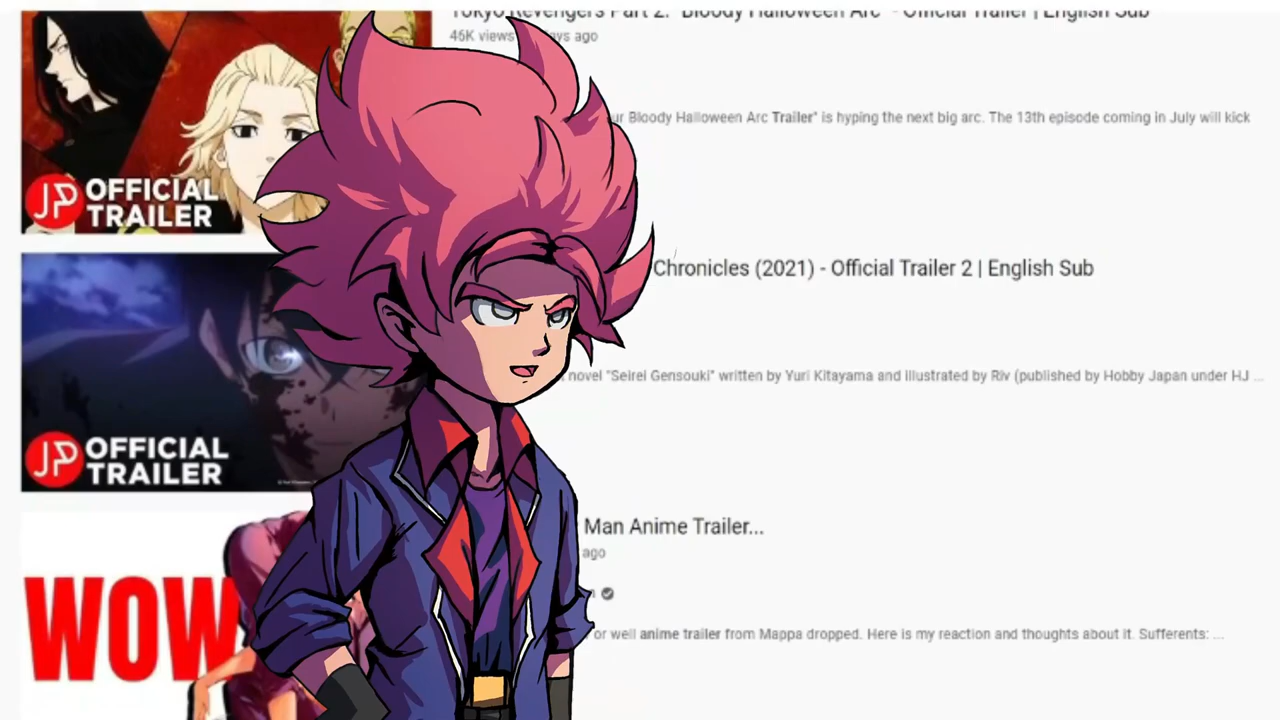 Tokyo Revengers Part 2: "Bloody Halloween Arc" - Official Trailer | English Sub
46K views
ays ago
ur Bloody Halloween Arc Trailer" is hyping the next big arc. The 13th episode coming in July will kick
JP OFFICIAL
TRAILER
Chronicles (2021) - Official Trailer 2 | English Sub
novel "Seirei Gensouki" written by Yuri Kitayama and illustrated by Riv (published by Hobby Japan under HJ ...
JP OFFICIAL
TRAILER
Man Anime Trailer...
ago
WOW
or well anime trailer from Mappa dropped. Here is my reaction and thoughts about it. Sufferents: ...